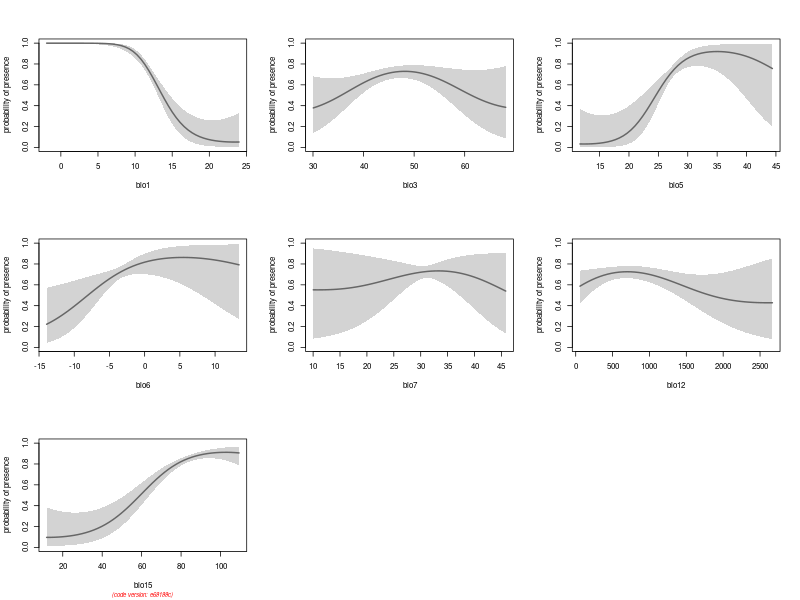 probability of presence
0.0 0.2 0.4 0.6 0.8 1.0
0 5 10 15 20 25
bio1
probability of presence
0.0 0.2 0.4 0.6 0.8 1.0
30 40 50 60
bio3
probability of presence
0.0 0.2 0.4 0.6 0.8 1.0
15 20 25 30 35 40 45
bio5
probability of presence
0.0 0.2 0.4 0.6 0.8 1.0
-15 -10 -5 0 5 10
bio6
probability of presence
0.0 0.2 0.4 0.6 0.8 1.0
10 15 20 25 30 35 40 45
bio7
probability of presence
0.0 0.2 0.4 0.6 0.8 1.0
0 500 1000 1500 2000 2500
bio12
probability of presence
0.0 0.2 0.4 0.6 0.8 1.0
20 40 60 80 100
bio15